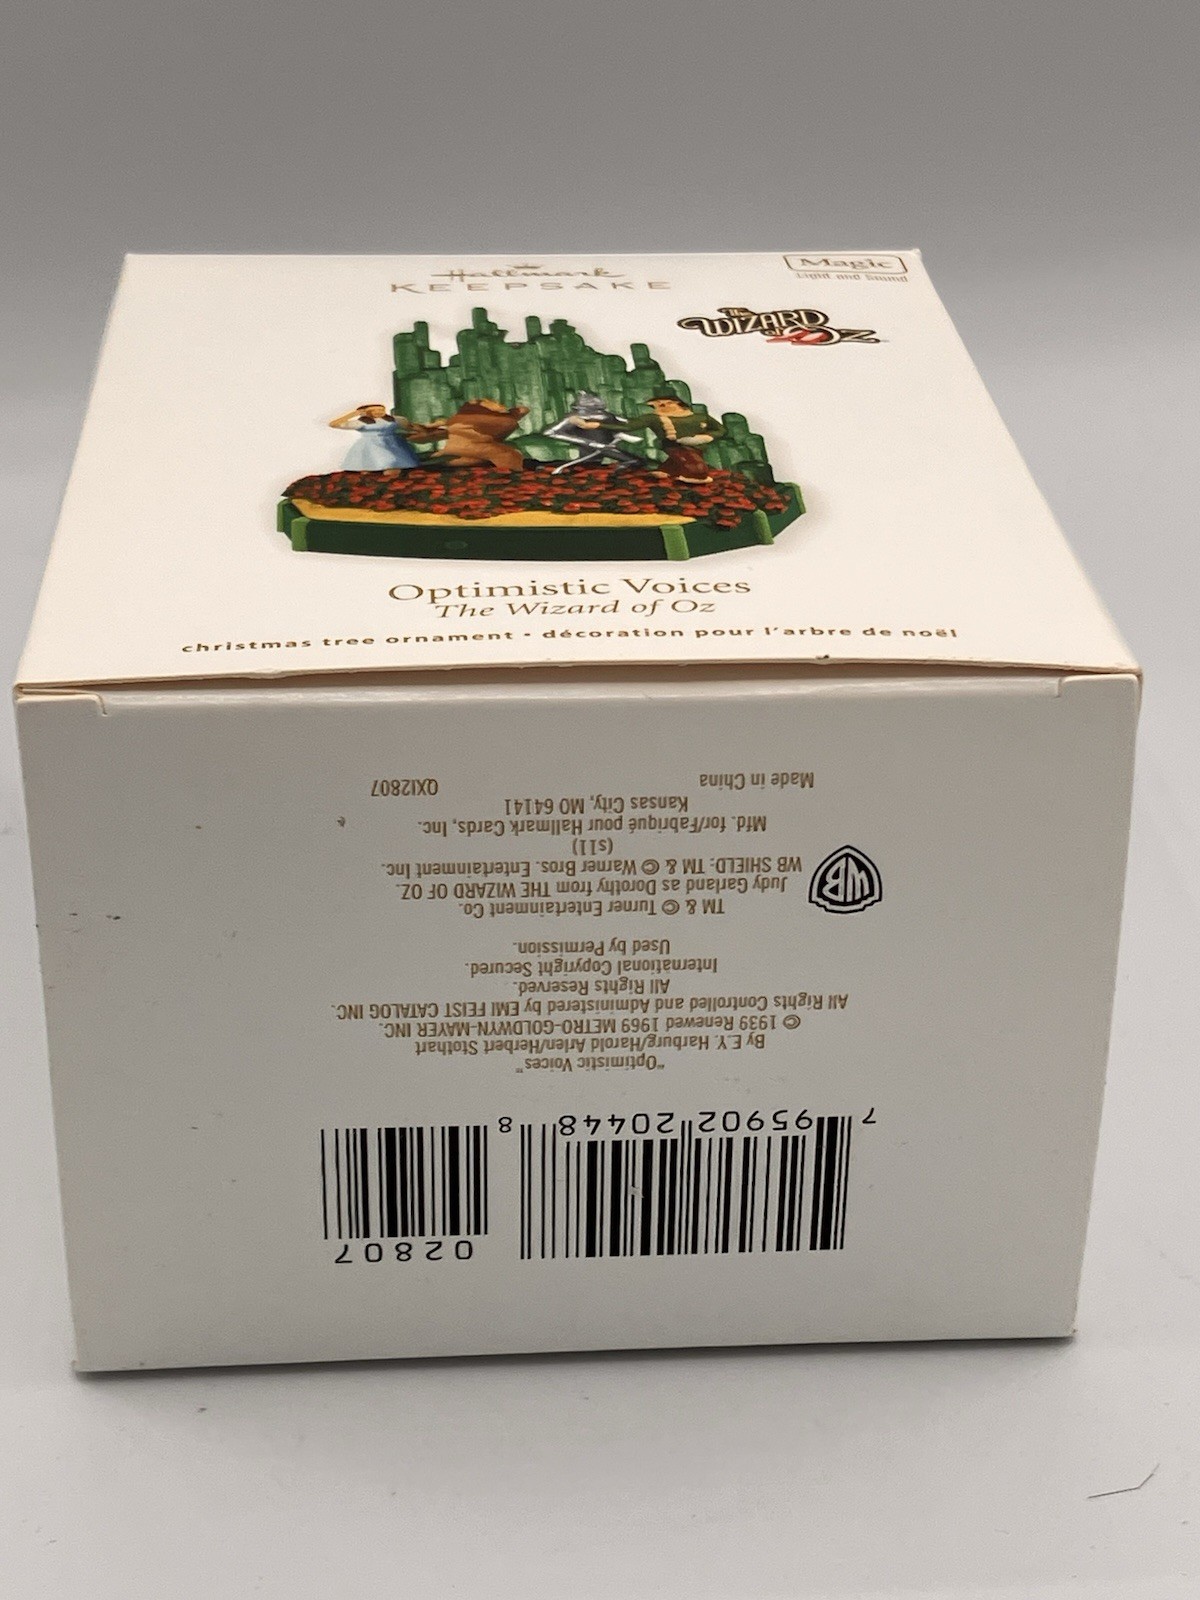 Hallmark
KEEPSAKE
Magic
Light and Sound
The
WIZARD
of OZ
Optimistic Voices
The Wizard of Oz
christmas tree ornament • décoration pour l'arbre de noël
7 95902 20448 8
02807
"Optimistic Voices"
By E.Y. Harburg/Harold Arlen/Herbert Stothart
© 1939 Renewed 1969 METRO-GOLDWYN-MAYER INC.
All Rights Controlled and Administered by EMI FEIST CATALOG INC.
All Rights Reserved.
International Copyright Secured.
Used by Permission.
TM & © Turner Entertainment Co.
Judy Garland as Dorothy from THE WIZARD OF OZ.
WB SHIELD: TM & © Warner Bros. Entertainment Inc.
(s11)
WB
Mfd. for/Fabriqué pour Hallmark Cards, Inc.
Kansas City, MO 64141
Made in China QXI2807